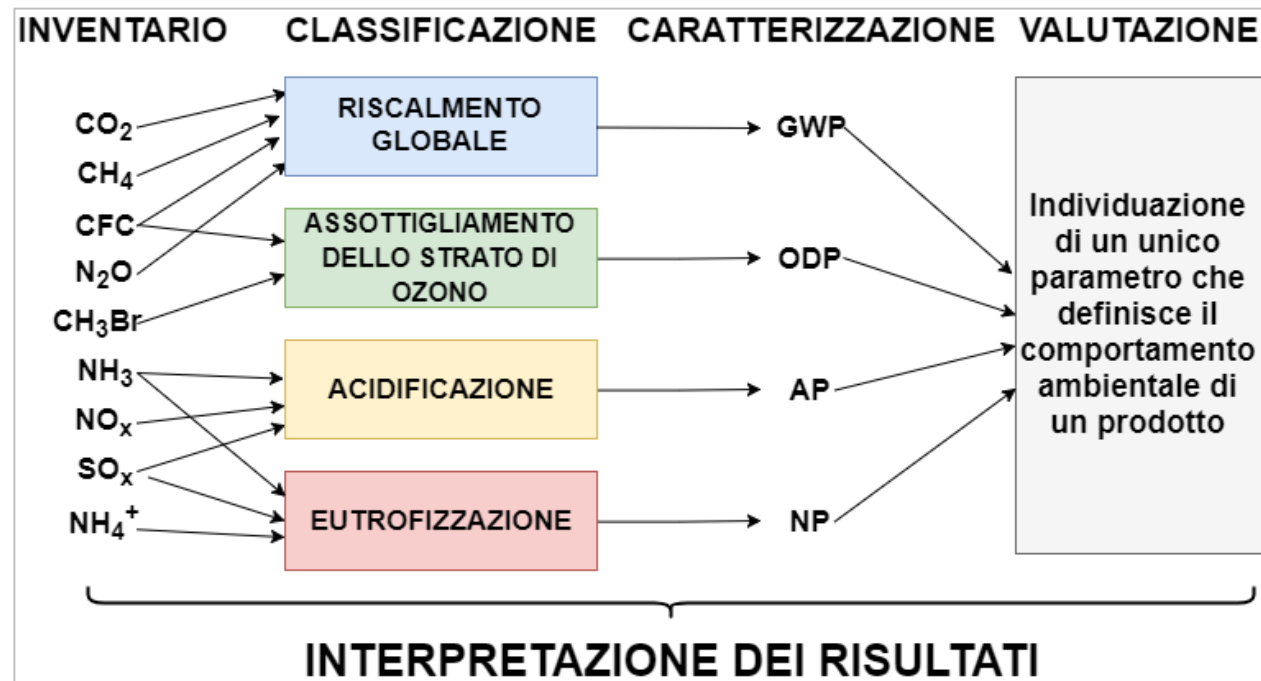 INVENTARIO CLASSIFICAZIONE CARATTERIZZAZIONE VALUTAZIONE
CO₂
CH₄
CFC
N₂O
CH₃Br
NH₃
NOₓ
SOₓ
NH₄⁺
RISCALMENTO
GLOBALE
ASSOTTIGLIAMENTO
DELLO STRATO DI
OZONO
ACIDIFICAZIONE
EUTROFIZZAZIONE
GWP
ODP
AP
NP
Individuazione
di un unico
parametro che
definisce il
comportamento
ambientale di
un prodotto
INTERPRETAZIONE DEI RISULTATI